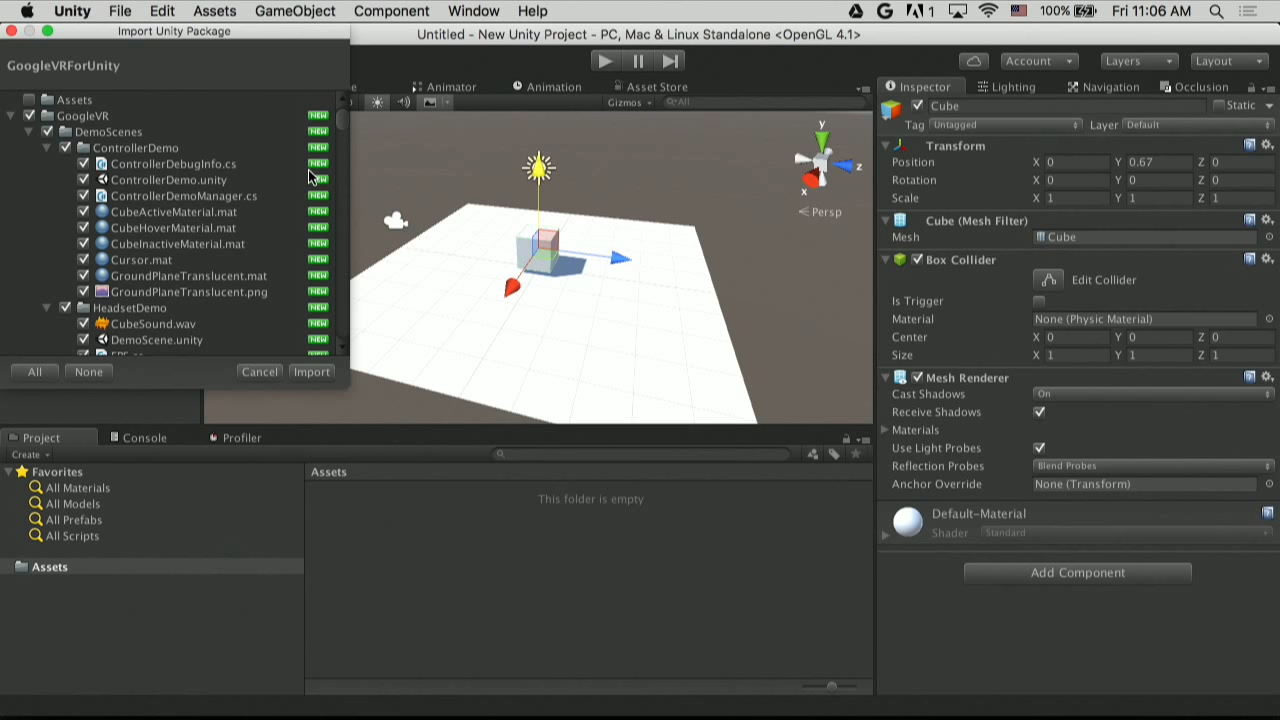 Unity File Edit Assets GameObject Component Window Help 1 100% Fri 11:06 AM
Import Unity Package
Untitled - New Unity Project - PC, Mac & Linux Standalone <OpenGL 4.1>
GoogleVRForUnity
Account Layers Layout
Animator Animation Asset Store
Inspector Lighting Navigation Occlusion
Gizmos All
Assets
GoogleVR NEW
DemoScenes NEW
ControllerDemo NEW
ControllerDebugInfo.cs NEW
ControllerDemo.unity
ControllerDemoManager.cs NEW
CubeActiveMaterial.mat NEW
CubeHoverMaterial.mat NEW
CubeInactiveMaterial.mat NEW
Cursor.mat NEW
GroundPlaneTranslucent.mat NEW
GroundPlaneTranslucent.png NEW
HeadsetDemo NEW
CubeSound.wav NEW
DemoScene.unity NEW
All None Cancel Import
y
z
x
Persp
Cube Static
Tag Untagged Layer Default
Transform
Position X 0 Y 0.67 Z 0
Rotation X 0 Y 0 Z 0
Scale X 1 Y 1 Z 1
Cube (Mesh Filter)
Mesh Cube
Box Collider
Edit Collider
Is Trigger
Material None (Physic Material)
Center X 0 Y 0 Z 0
Size X 1 Y 1 Z 1
Mesh Renderer
Cast Shadows On
Receive Shadows
Materials
Use Light Probes
Reflection Probes Blend Probes
Anchor Override None (Transform)
Default-Material
Shader Standard
Add Component
Project Console Profiler
Create
Favorites
All Materials
All Models
All Prefabs
All Scripts
Assets
Assets
This folder is empty